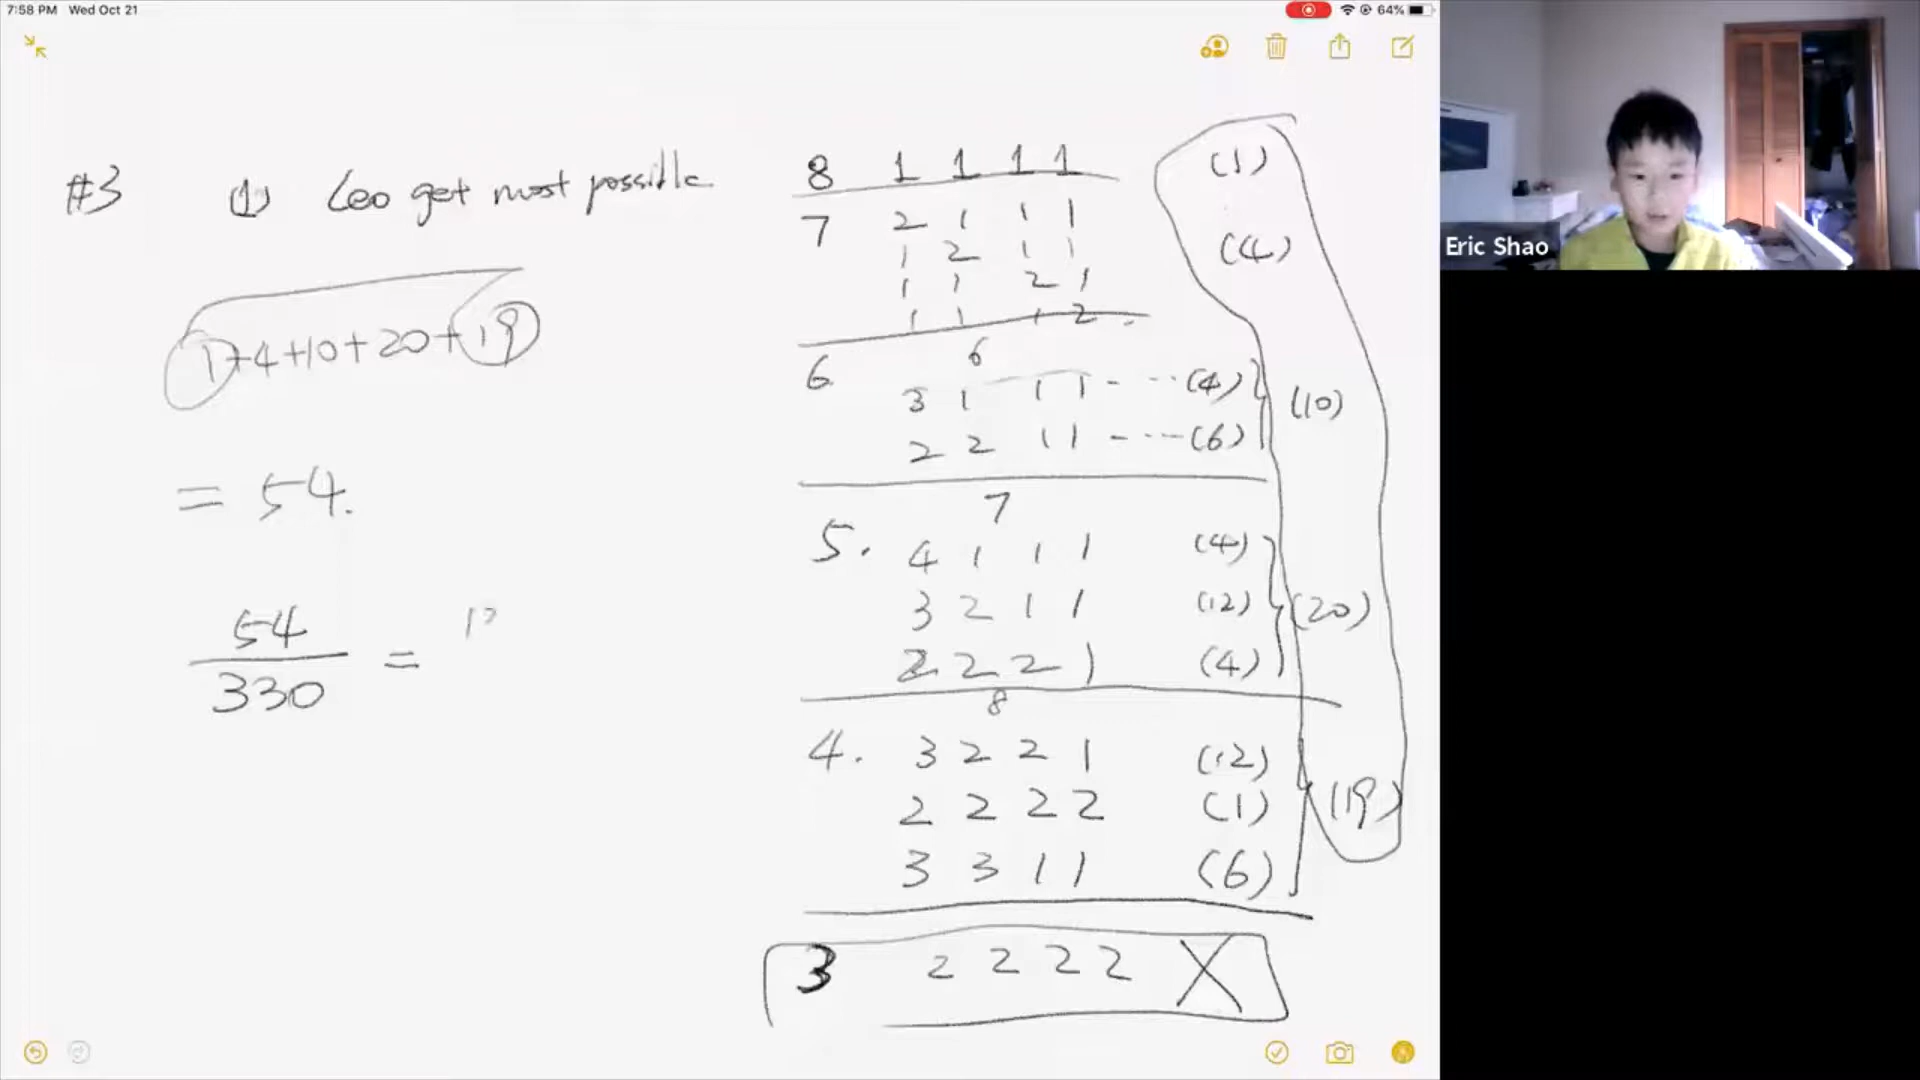 7:58 PM Wed Oct 21
64%
#3 (1) Leo get most possible
1+4+10+20+19
= 54.
54
330 =
8 1 1 1 1 (1)
7 2 1 1 1 (4)
1 2 1 1
1 1 2 1
1 1 1 2
6 6
3 1 1 1 - - - - (4) (10)
2 2 1 1 - - - - (6)
7
5. 4 1 1 1 (4)
3 2 1 1 (12) (20)
2 2 2 1 (4)
8
4. 3 2 2 1 (12)
2 2 2 2 (1) (19)
3 3 1 1 (6)
3 2 2 2 2 X
Eric Shao